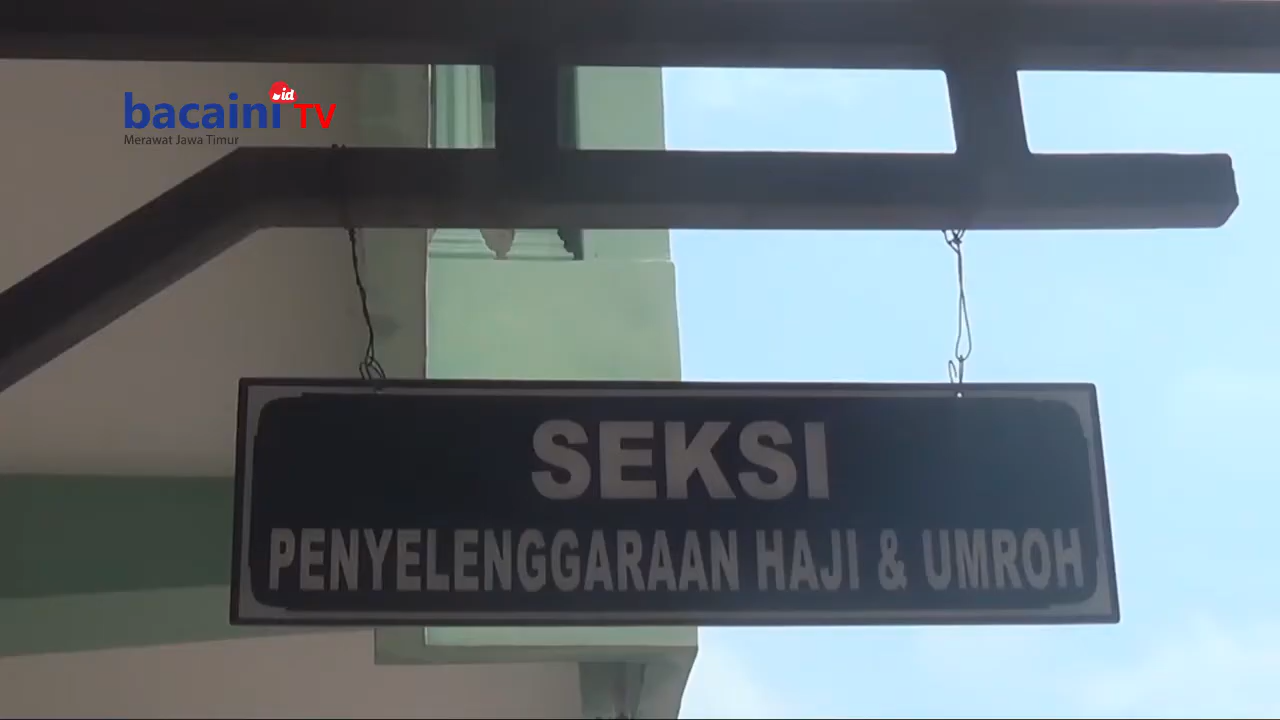 bacaini.id TV
Merawat Jawa Timur
SEKSI
PENYELENGGARAAN HAJI & UMROH